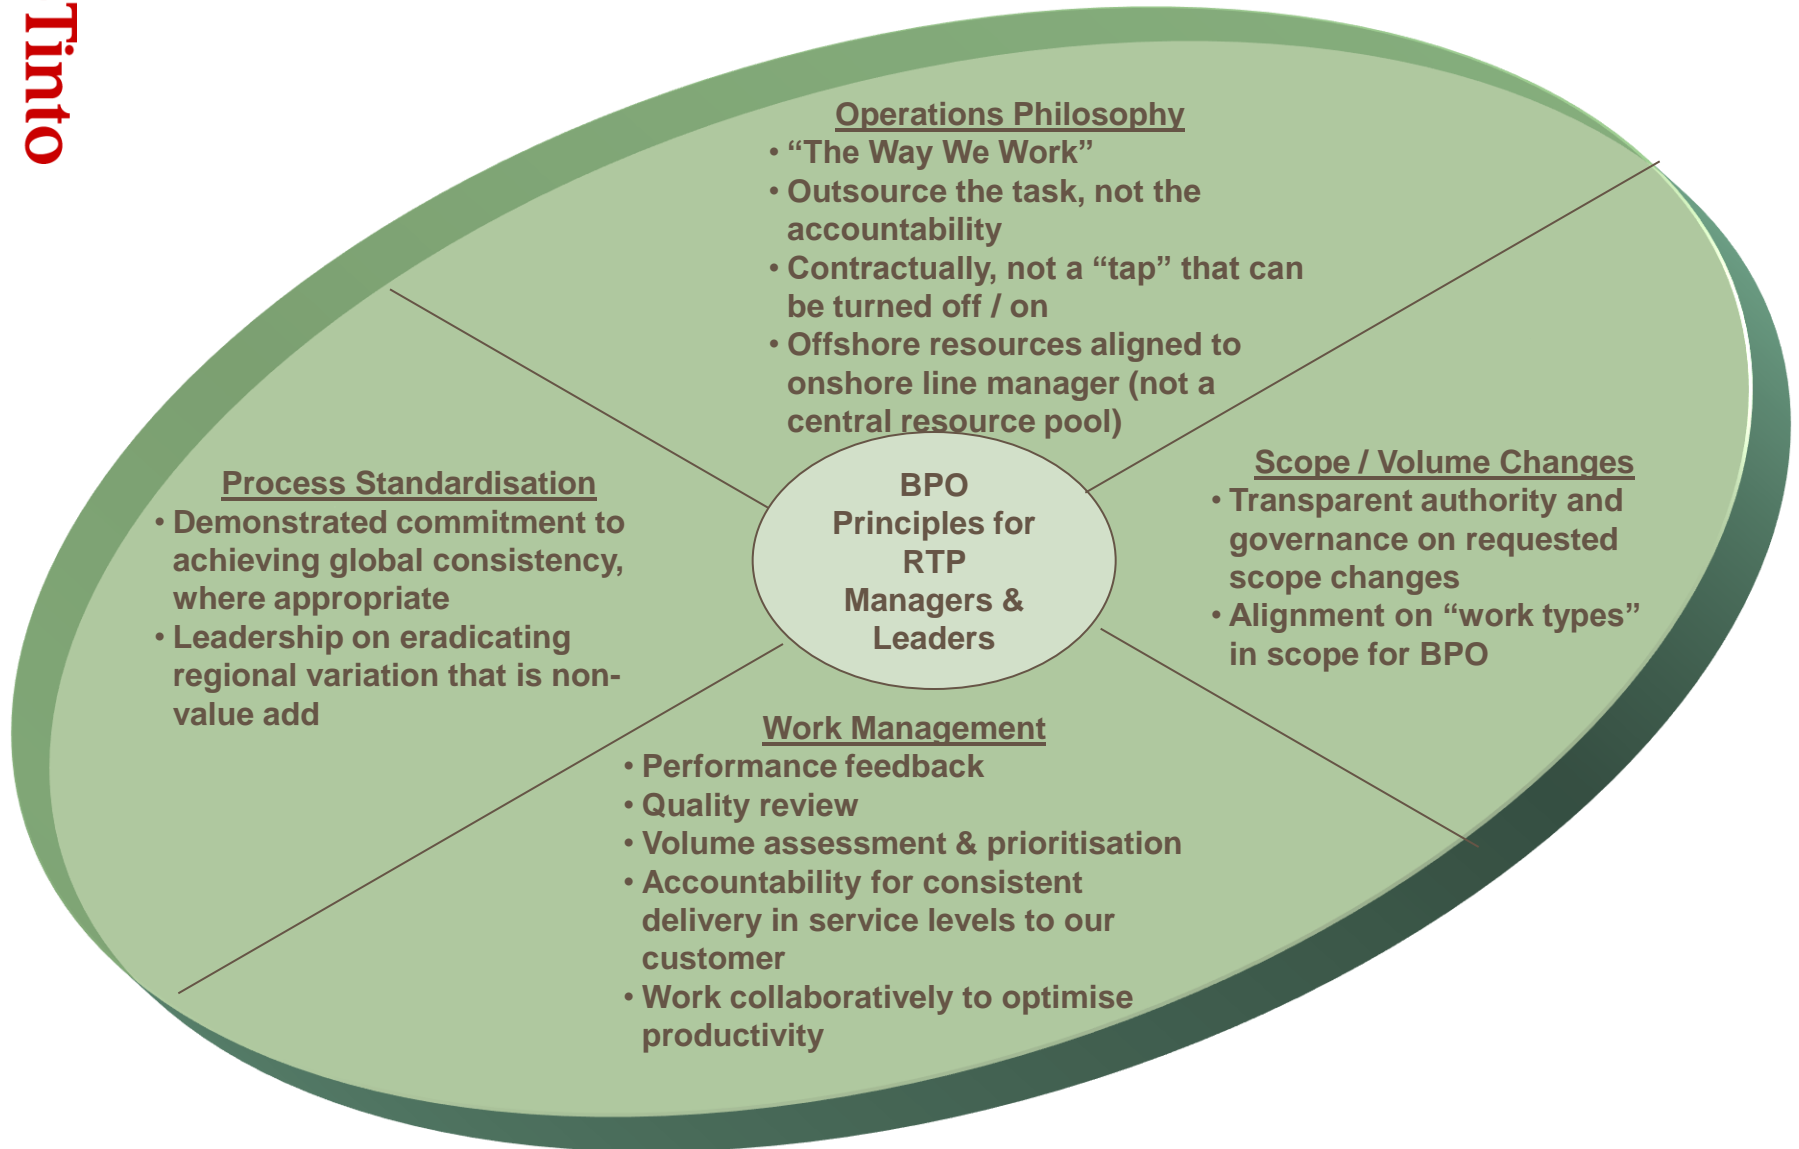 Tinto
Operations Philosophy
• “The Way We Work”
• Outsource the task, not the
accountability
• Contractually, not a “tap” that can
be turned off / on
• Offshore resources aligned to
onshore line manager (not a
central resource pool)
Process Standardisation
• Demonstrated commitment to
achieving global consistency,
where appropriate
• Leadership on eradicating
regional variation that is non-
value add
BPO
Principles for
RTP
Managers &
Leaders
Scope / Volume Changes
• Transparent authority and
governance on requested
scope changes
• Alignment on “work types”
in scope for BPO
Work Management
• Performance feedback
• Quality review
• Volume assessment & prioritisation
• Accountability for consistent
delivery in service levels to our
customer
• Work collaboratively to optimise
productivity